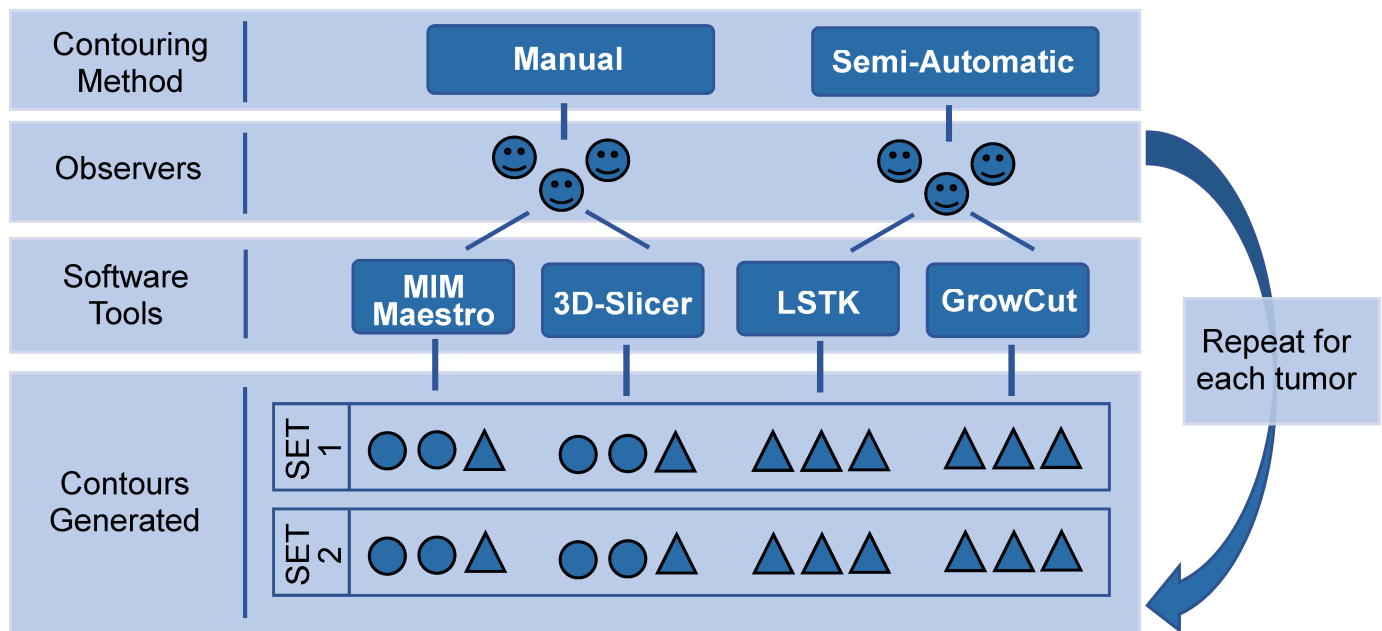 Contouring
Method
Manual
Semi-Automatic
Observers
Software
Tools
MIM
Maestro
3D-Slicer
LSTK
GrowCut
Repeat for
each tumor
Contours
Generated
SET
1
SET
2